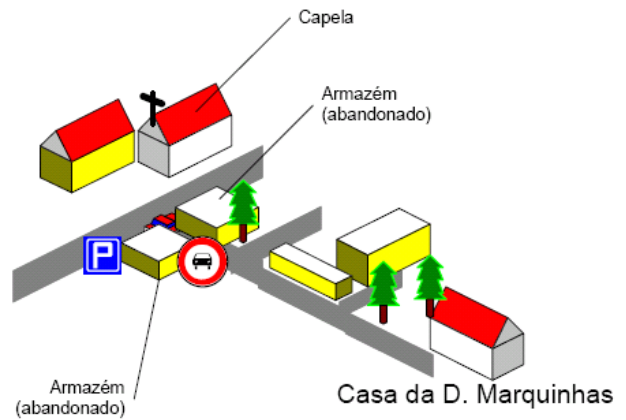 Capela
Armazém
(abandonado)
P
Armazém
(abandonado)
Casa da D. Marquinhas